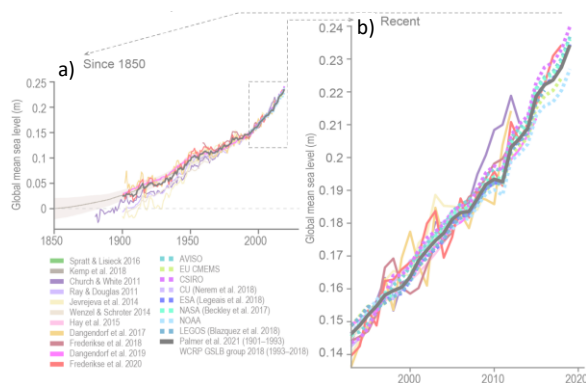 Since 1850
Recent
a)
b)
Global mean sea level (m)
0.25
0.20
0.15
0.10
0.05
0
1850
1900
1950
2000
Global mean sea level (m)
0.24
0.23
0.22
0.21
0.20
0.19
0.18
0.17
0.16
0.15
0.14
2000
2010
2020
Spratt & Lisieck 2016
Kemp et al. 2018
Church & White 2011
Ray & Douglas 2011
Jevrejeva et al. 2014
Wenzel & Schroter 2014
Hay et al. 2015
Dangendorf et al. 2017
Frederikse et al. 2018
Dangendorf et al. 2019
Frederikse et al. 2020
AVISO
EU CMEMS
CSIRO
CU (Nerem et al. 2018)
ESA (Legeais et al. 2018)
NASA (Beckley et al. 2017)
NOAA
LEGOS (Blazquez et al. 2018)
Palmer et al. 2021 (1901–1993)
WCRP GSLB group 2018 (1993–2018)